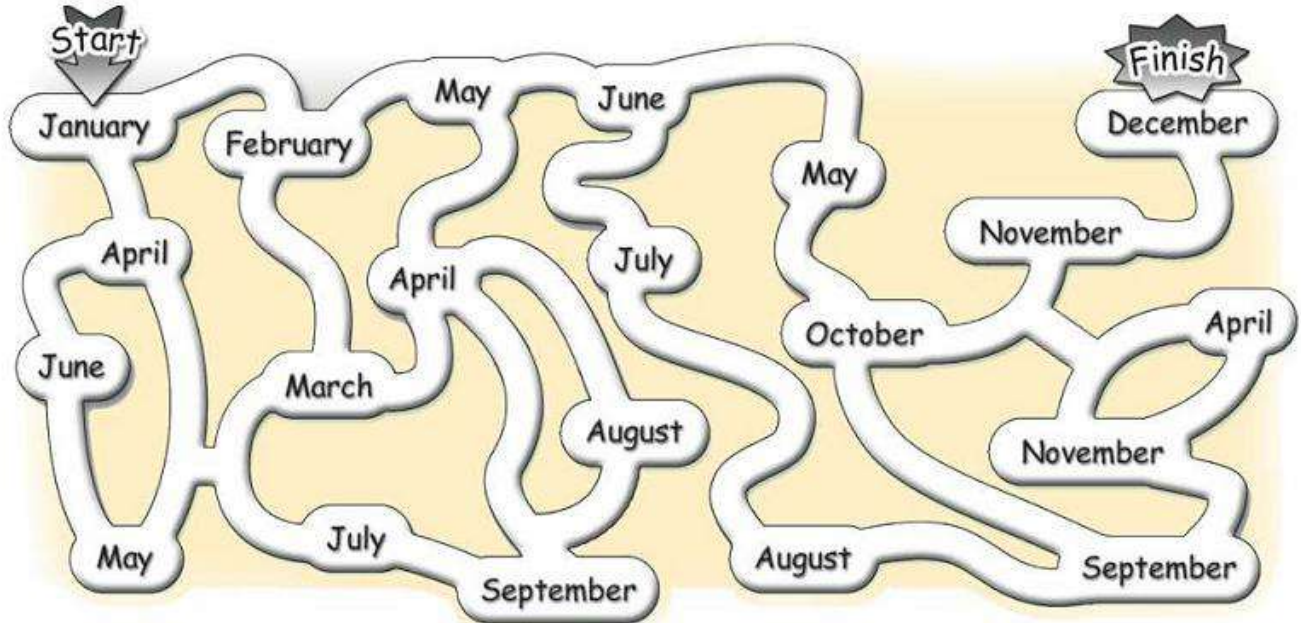 Start
Finish
January
February
May
June
May
December
April
April
July
November
June
March
August
October
April
November
May
July
September
August
September